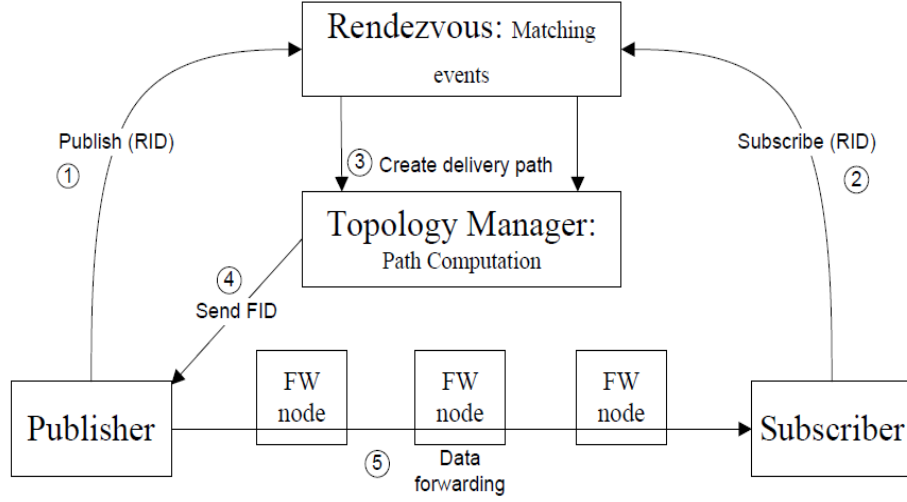 Rendezvous: Matching
events
Publish (RID)
①
Subscribe (RID)
②
③ Create delivery path
Topology Manager:
Path Computation
④
Send FID
FW
node
FW
node
FW
node
Publisher
Subscriber
⑤ Data
forwarding